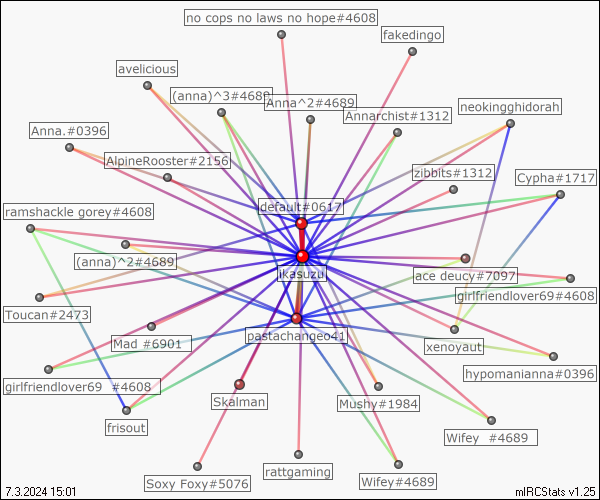 no cops no laws no hope#4608
fakedingo
avelicious
(anna)^3#4689
Anna^2#4689
neokingghidorah
Annarchist#1312
Anna.#0396
AlpineRooster#2156
zibbits#1312
Cypha#1717
default#0617
ramshackle gorey#4608
(anna)^2#4689
ikasuzu
ace deucy#7097
girlfriendlover69#4608
Toucan#2473
Mad #6901
pastachangeo41
xenoyaut
hypomanianna#0396
girlfriendlover69 #4608
Skalman
Mushy#1984
frisout
Wifey #4689
rattgaming
Soxy Foxy#5076
Wifey#4689
7.3.2024 15:01
mIRCStats v1.25